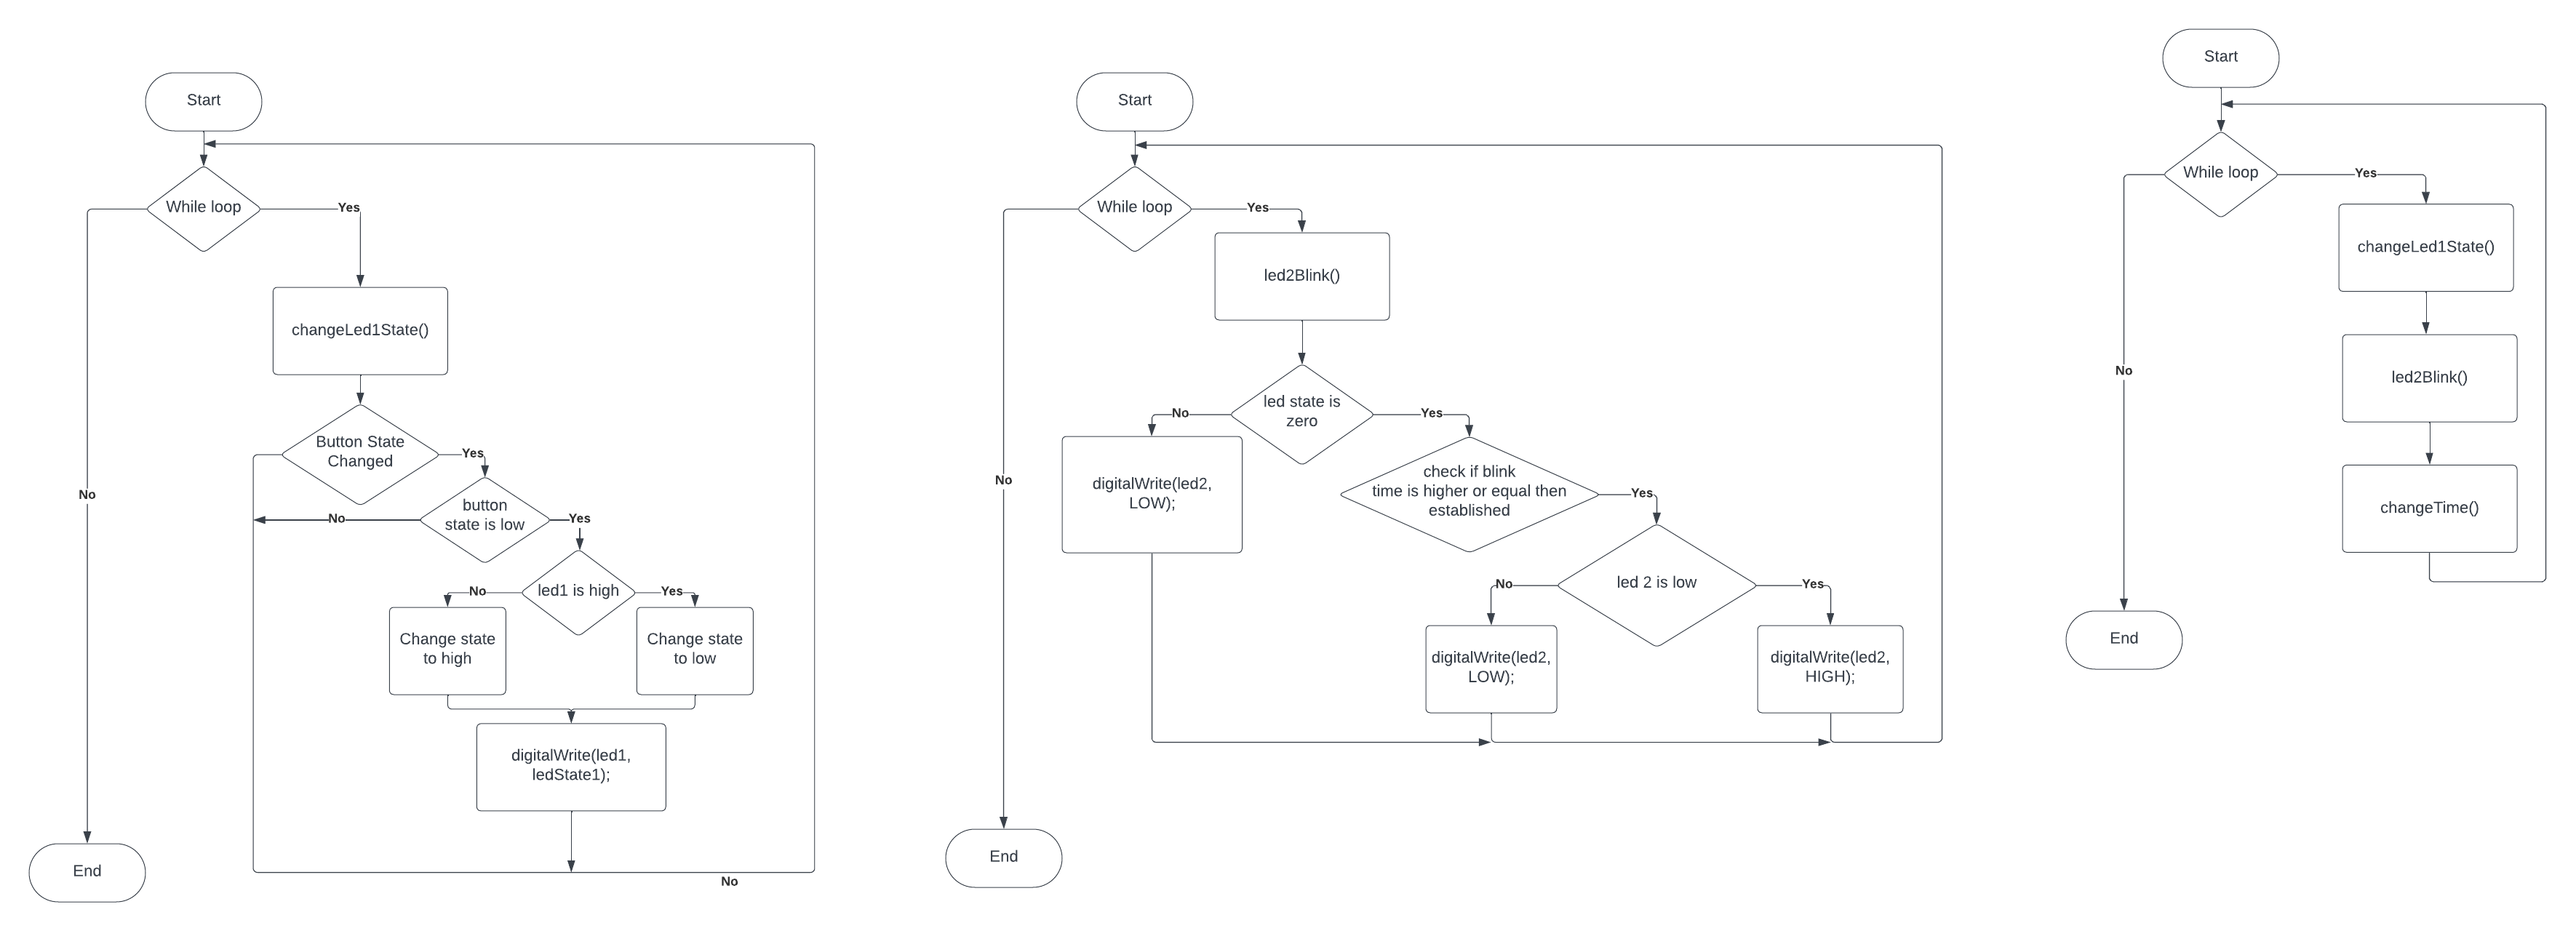 Start
While loop
Yes
No
changeLed1State()
Button State
Changed
Yes
button
state is low
No
Yes
led1 is high
No
Yes
Change state
to high
Change state
to low
digitalWrite(led1,
ledState1);
No
End
Start
While loop
Yes
No
led2Blink()
led state is
zero
No
Yes
digitalWrite(led2,
LOW);
check if blink
time is higher or equal then
established
Yes
led 2 is low
No
Yes
digitalWrite(led2,
LOW);
digitalWrite(led2,
HIGH);
End
Start
While loop
Yes
No
changeLed1State()
led2Blink()
changeTime()
End